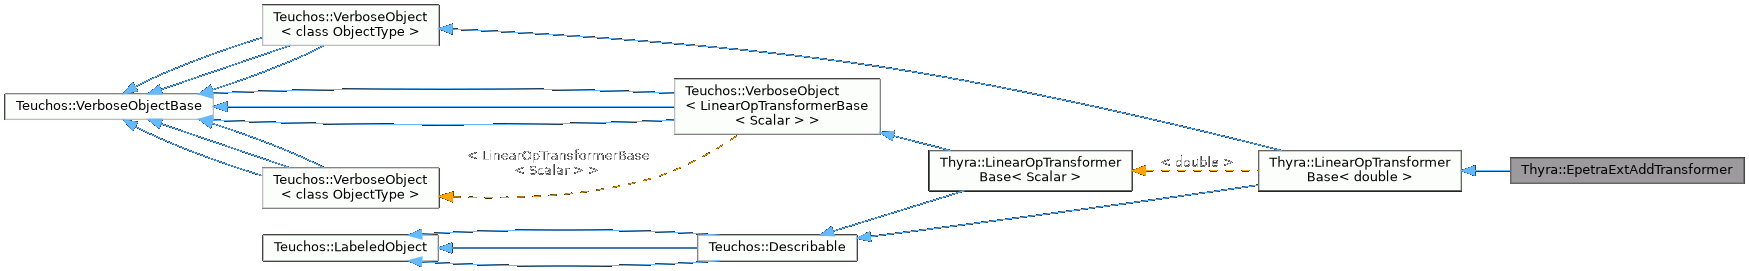 Teuchos::VerboseObject
< class ObjectType >
Teuchos::VerboseObjectBase
Teuchos::VerboseObject
< LinearOpTransformerBase
< Scalar > >
< LinearOpTransformerBase
< Scalar > >
Teuchos::VerboseObject
< class ObjectType >
Thyra::LinearOpTransformer
Base< Scalar >
< double >
Thyra::LinearOpTransformer
Base< double >
Thyra::EpetraExtAddTransformer
Teuchos::LabeledObject
Teuchos::Describable